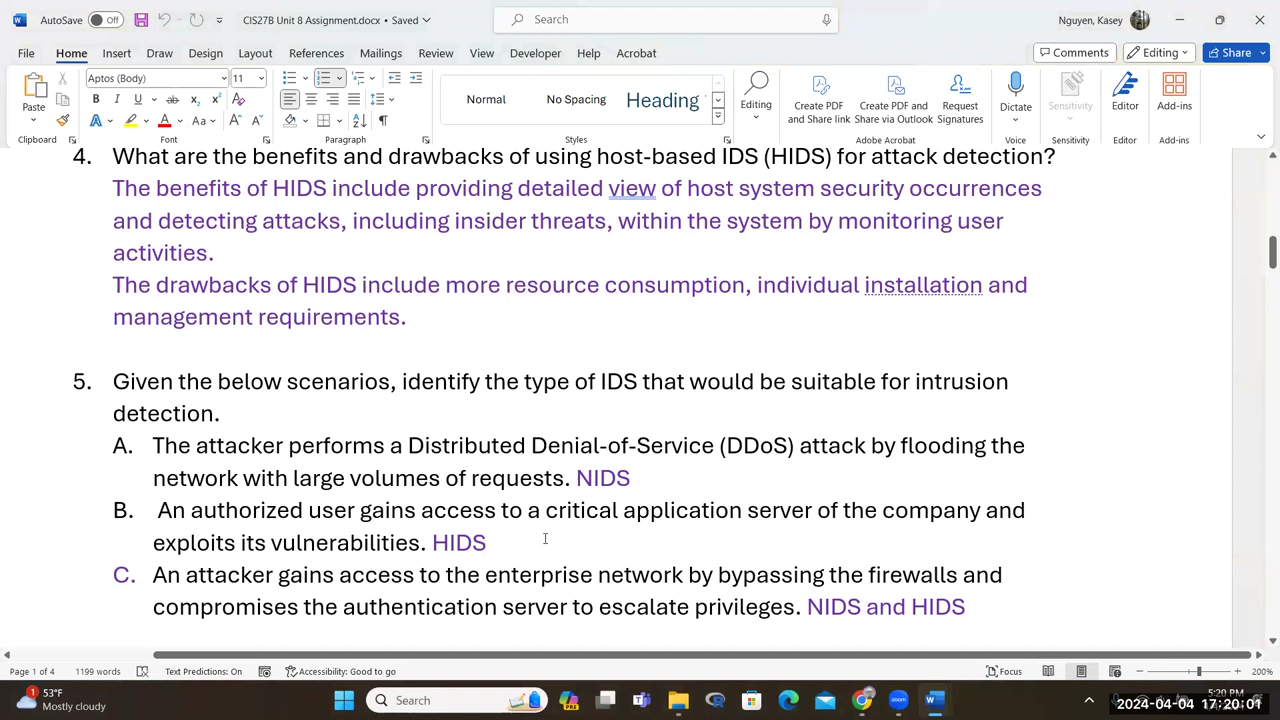 AutoSave Off CIS27B Unit 8 Assignment.docx • Saved Search Nguyen, Kasey
File Home Insert Draw Design Layout References Mailings Review View Developer Help Acrobat Comments Editing Share
Paste Aptos (Body) 11 Normal No Spacing Heading Editing Create PDF and Share link Create PDF and Share via Outlook Request Signatures Dictate Sensitivity Editor Add-ins
Clipboard Font Paragraph Styles Adobe Acrobat Voice Sensitivity Editor Add-ins
4. What are the benefits and drawbacks of using host-based IDS (HIDS) for attack detection?
The benefits of HIDS include providing detailed view of host system security occurrences
and detecting attacks, including insider threats, within the system by monitoring user
activities.
The drawbacks of HIDS include more resource consumption, individual installation and
management requirements.
5. Given the below scenarios, identify the type of IDS that would be suitable for intrusion
detection.
A. The attacker performs a Distributed Denial-of-Service (DDoS) attack by flooding the
network with large volumes of requests. NIDS
B. An authorized user gains access to a critical application server of the company and
exploits its vulnerabilities. HIDS
C. An attacker gains access to the enterprise network by bypassing the firewalls and
compromises the authentication server to escalate privileges. NIDS and HIDS
Page 1 of 4 1199 words Text Predictions: On Accessibility: Good to go Focus 200%
1 53°F Search 5:20 PM
Mostly cloudy 2024-04-04 17:20:01